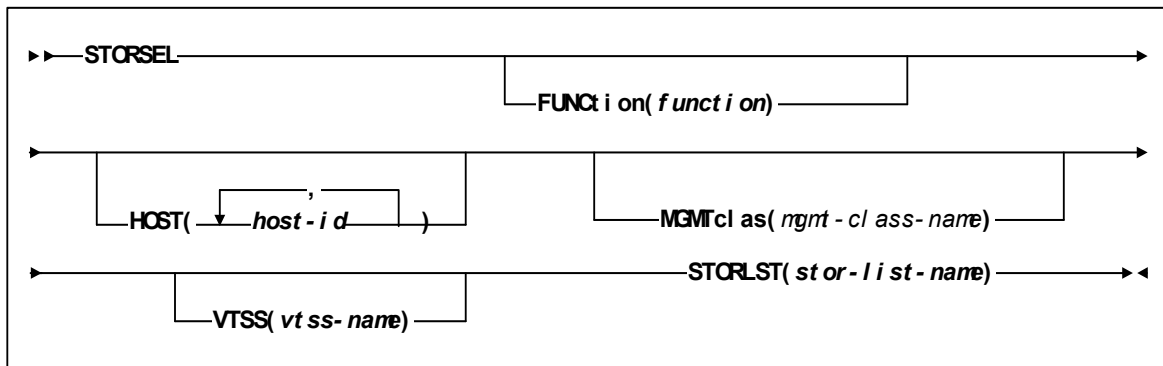 STORSEL
FUNCtion(function)
,
HOST( host-id )
MGMTclas(mgmt-class-name)
STORLST(stor-list-name)
VTSS(vtss-name)